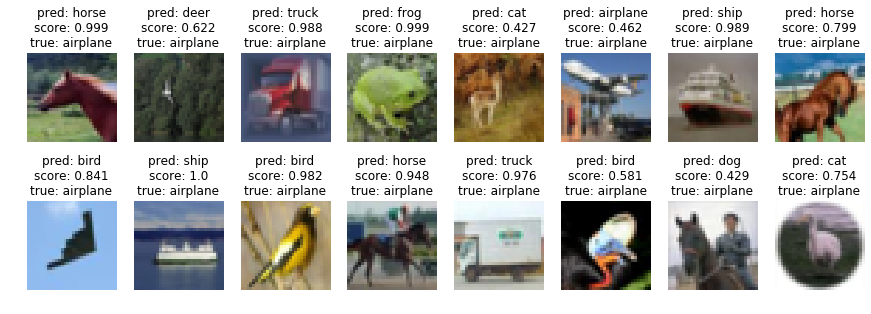 pred: horse
score: 0.999
true: airplane
pred: deer
score: 0.622
true: airplane
pred: truck
score: 0.988
true: airplane
pred: frog
score: 0.999
true: airplane
pred: cat
score: 0.427
true: airplane
pred: airplane
score: 0.462
true: airplane
pred: ship
score: 0.989
true: airplane
pred: horse
score: 0.799
true: airplane
pred: bird
score: 0.841
true: airplane
pred: ship
score: 1.0
true: airplane
pred: bird
score: 0.982
true: airplane
pred: horse
score: 0.948
true: airplane
pred: truck
score: 0.976
true: airplane
pred: bird
score: 0.581
true: airplane
pred: dog
score: 0.429
true: airplane
pred: cat
score: 0.754
true: airplane